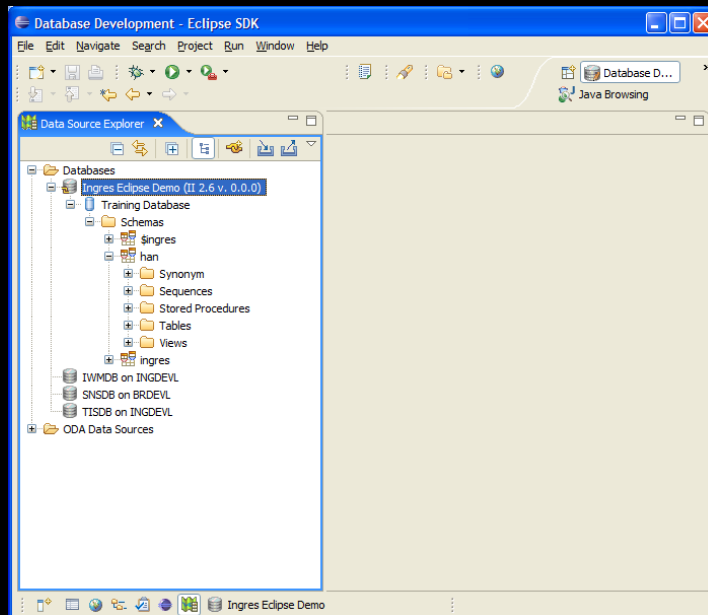 Database Development - Eclipse SDK
File Edit Navigate Search Project Run Window Help
Database D...
Java Browsing
Data Source Explorer
Databases
Ingres Eclipse Demo (II 2.6 v. 0.0.0)
Training Database
Schemas
$ingres
han
Synonym
Sequences
Stored Procedures
Tables
Views
ingres
IWMDB on INGDEVL
SNSDB on BRDEVL
TISDB on INGDEVL
ODA Data Sources
Ingres Eclipse Demo